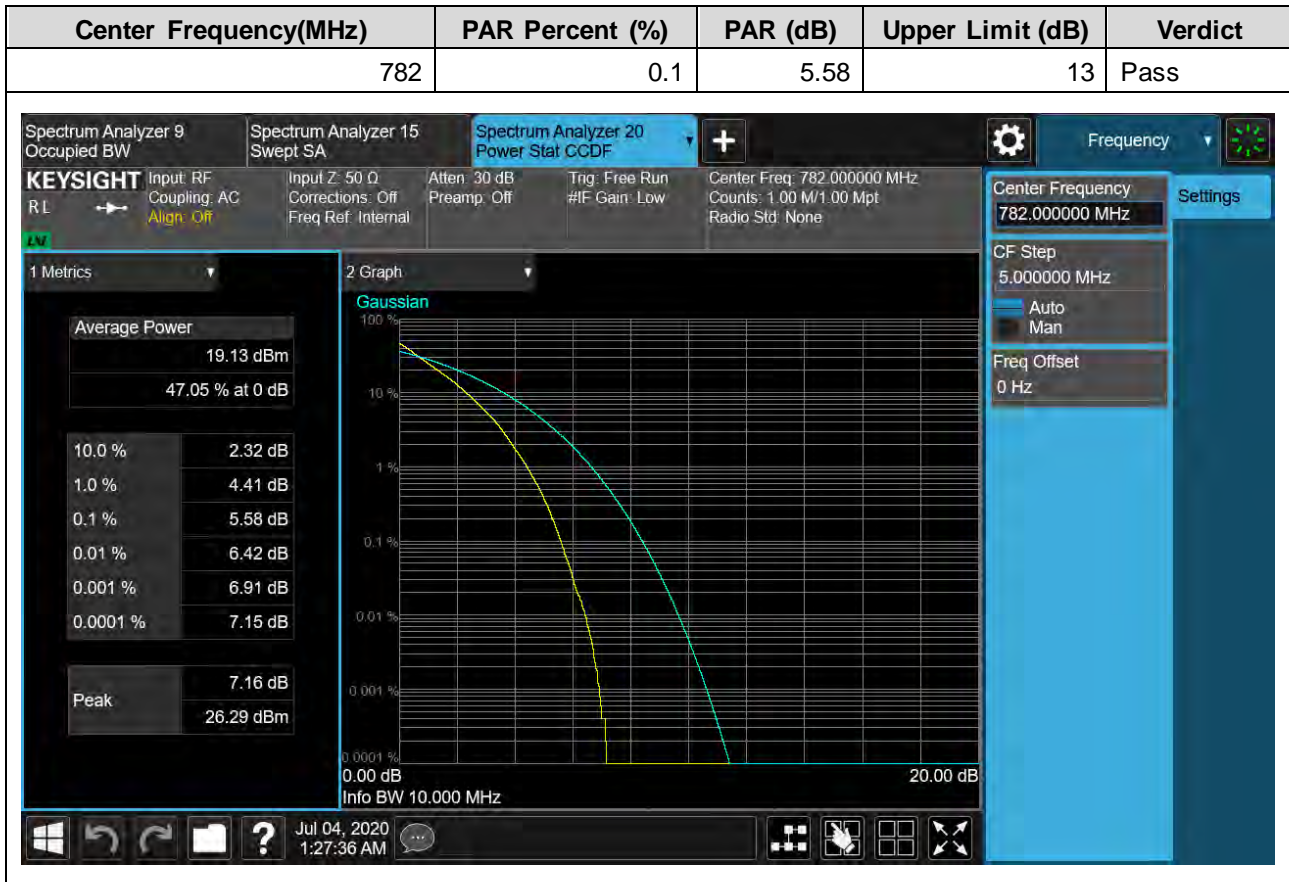 Center Frequency(MHz) PAR Percent (%) PAR (dB) Upper Limit (dB) Verdict
782 0.1 5.58 13 Pass
Spectrum Analyzer 9 Spectrum Analyzer 15 Spectrum Analyzer 20
Occupied BW Swept SA Power Stat CCDF
+
Frequency
KEYSIGHT Input: RF Input Z: 50 Ω Atten: 30 dB Trig: Free Run Center Freq: 782.000000 MHz
RL Coupling: AC Corrections: Off Preamp: Off #IF Gain: Low Counts: 1.00 M/1.00 Mpt
Align: Off Freq Ref: Internal Radio Std: None
LNI
Center Frequency Settings
782.000000 MHz
CF Step
5.000000 MHz
Auto
Man
Freq Offset
0 Hz
1 Metrics
Average Power
19.13 dBm
47.05 % at 0 dB
10.0 % 2.32 dB
1.0 % 4.41 dB
0.1 % 5.58 dB
0.01 % 6.42 dB
0.001 % 6.91 dB
0.0001 % 7.15 dB
Peak 7.16 dB
26.29 dBm
2 Graph
Gaussian
100 %
10 %
1 %
0.1 %
0.01 %
0.001 %
0.0001 %
0.00 dB 20.00 dB
Info BW 10.000 MHz
? Jul 04, 2020
1:27:36 AM